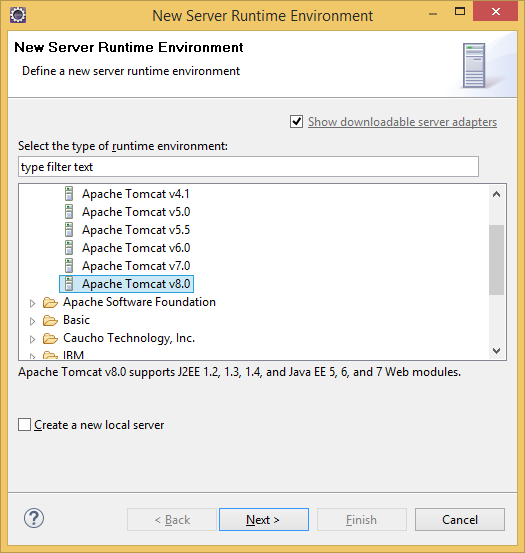 New Server Runtime Environment
New Server Runtime Environment
Define a new server runtime environment
Show downloadable server adapters
Select the type of runtime environment:
type filter text
Apache Tomcat v4.1
Apache Tomcat v5.0
Apache Tomcat v5.5
Apache Tomcat v6.0
Apache Tomcat v7.0
Apache Tomcat v8.0
Apache Software Foundation
Basic
Caucho Technology, Inc.
IBM
Apache Tomcat v8.0 supports J2EE 1.2, 1.3, 1.4, and Java EE 5, 6, and 7 Web modules.
Create a new local server
? < Back Next > Finish Cancel